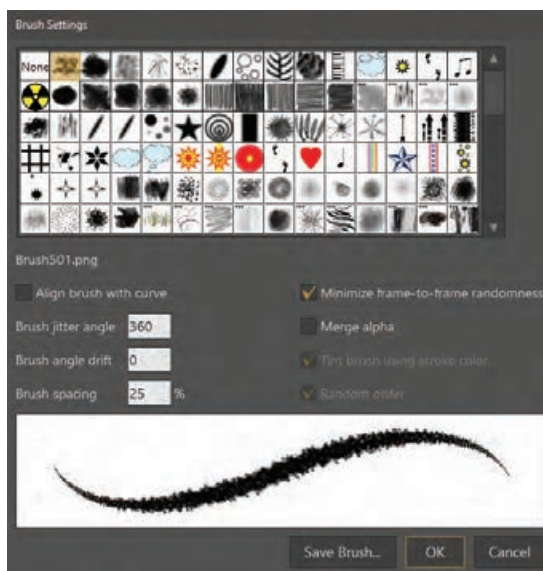 Brush Settings
None
Brush501.png
Align brush with curve
Minimize frame-to-frame randomness
Brush jitter angle 360
Merge alpha
Brush angle drift 0
Tint brush using stroke color
Brush spacing 25 %
Random order
Save Brush...
OK
Cancel